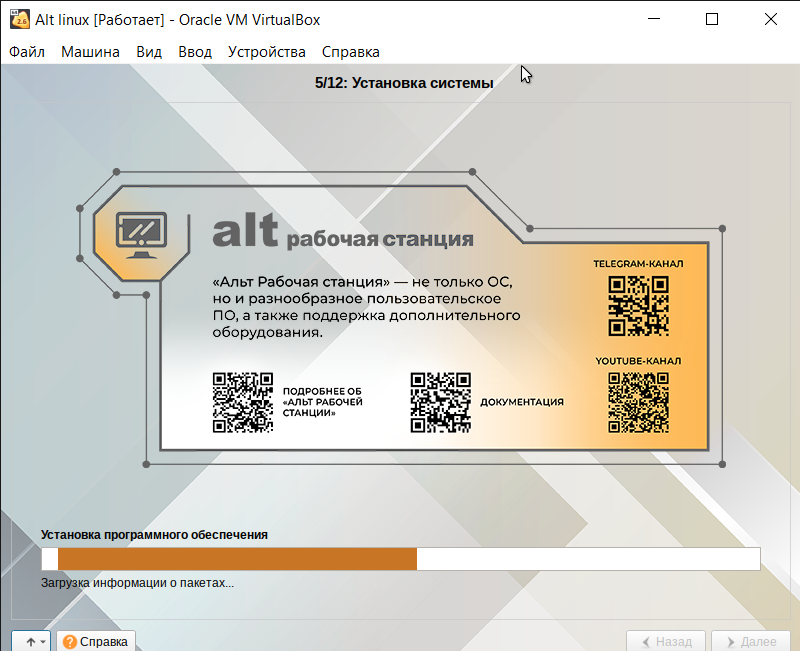 Alt linux [Работает] - Oracle VM VirtualBox
Файл Машина Вид Ввод Устройства Справка
5/12: Установка системы
alt рабочая станция
«Альт Рабочая станция» — не только ОС,
но и разнообразное пользовательское
ПО, а также поддержка дополнительного
оборудования.
TELEGRAM-КАНАЛ
YOUTUBE-КАНАЛ
ПОДРОБНЕЕ ОБ
«АЛЬТ РАБОЧЕЙ
СТАНЦИИ»
ДОКУМЕНТАЦИЯ
Установка программного обеспечения
Загрузка информации о пакетах...
Справка
Назад
Далее